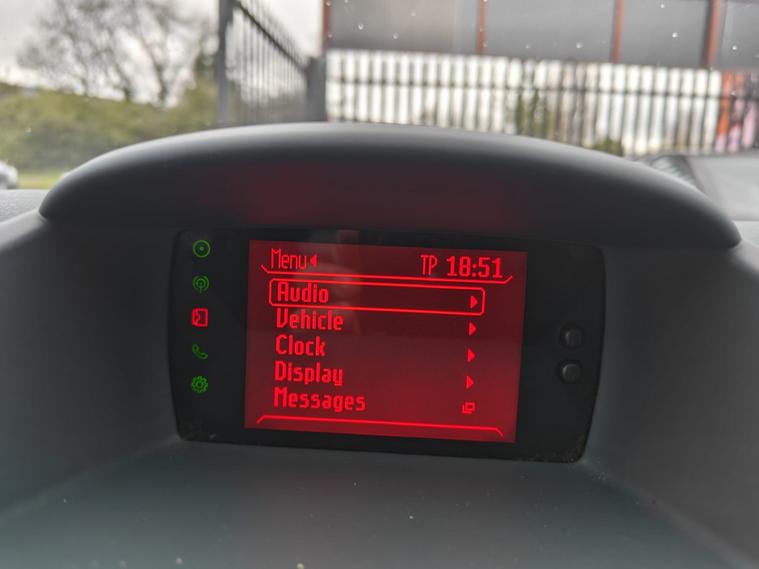 Menu
TP 18:51
Audio
Vehicle
Clock
Display
Messages